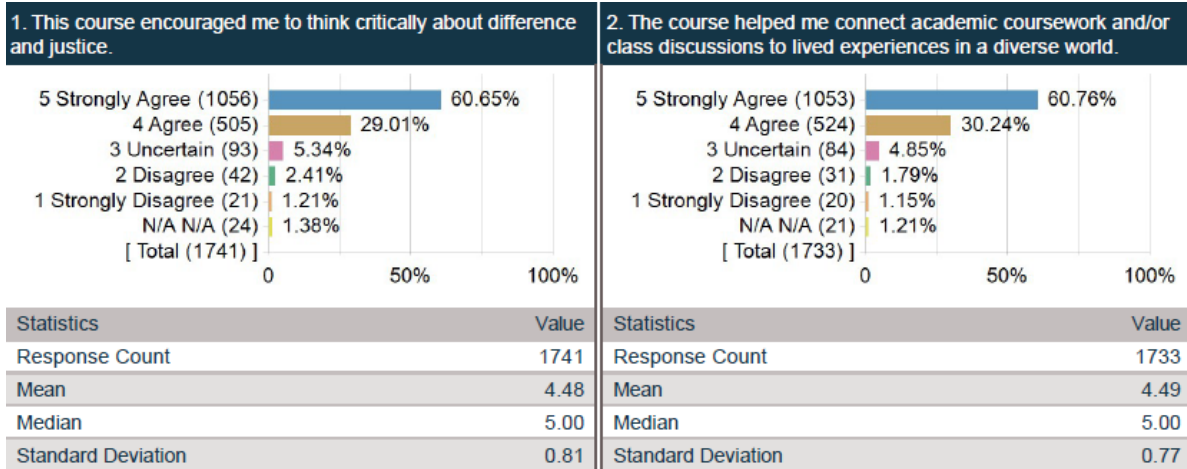 1. This course encouraged me to think critically about difference
and justice.
5 Strongly Agree (1056) 60.65%
4 Agree (505) 29.01%
3 Uncertain (93) 5.34%
2 Disagree (42) 2.41%
1 Strongly Disagree (21) 1.21%
N/A N/A (24) 1.38%
[ Total (1741) ]
0 50% 100%
Statistics Value
Response Count 1741
Mean 4.48
Median 5.00
Standard Deviation 0.81
2. The course helped me connect academic coursework and/or
class discussions to lived experiences in a diverse world.
5 Strongly Agree (1053) 60.76%
4 Agree (524) 30.24%
3 Uncertain (84) 4.85%
2 Disagree (31) 1.79%
1 Strongly Disagree (20) 1.15%
N/A N/A (21) 1.21%
[ Total (1733) ]
0 50% 100%
Statistics Value
Response Count 1733
Mean 4.49
Median 5.00
Standard Deviation 0.77